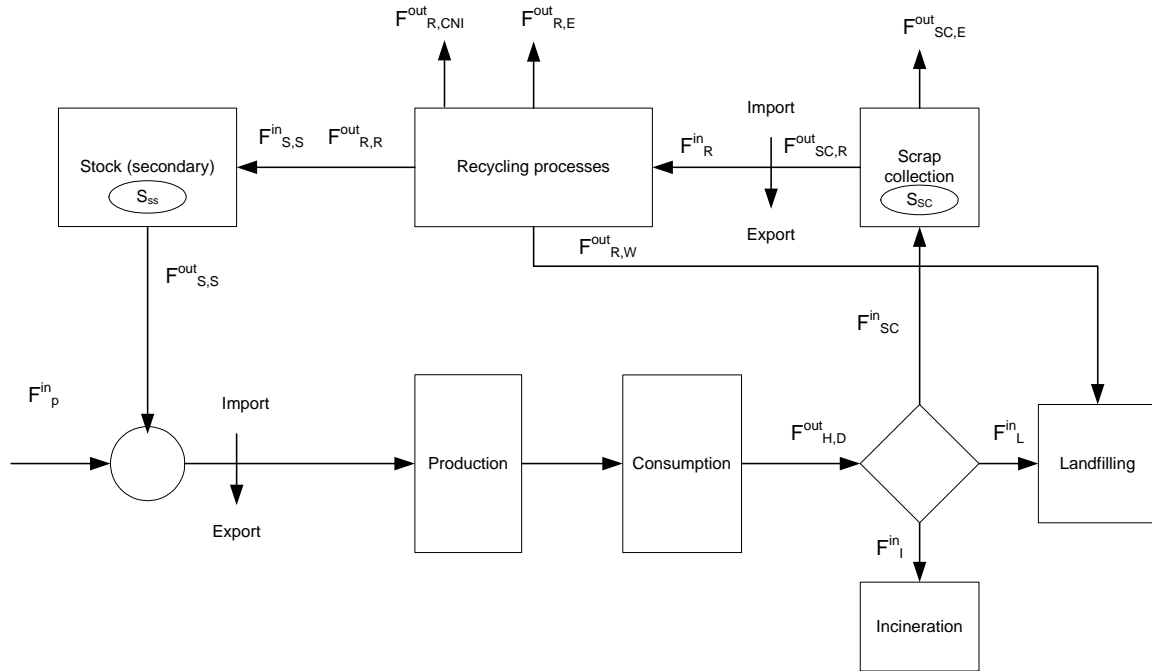 F^out_R,CNI
F^out_R,E
F^out_SC,E
Import
F^in_S,S
F^out_R,R
F^in_R
F^out_SC,R
Stock (secondary)
S_ss
Recycling processes
Scrap
collection
S_SC
Export
F^out_R,W
F^out_S,S
F^in_SC
F^in_p
Import
F^out_H,D
F^in_L
Production
Consumption
Landfilling
Export
F^in_I
Incineration